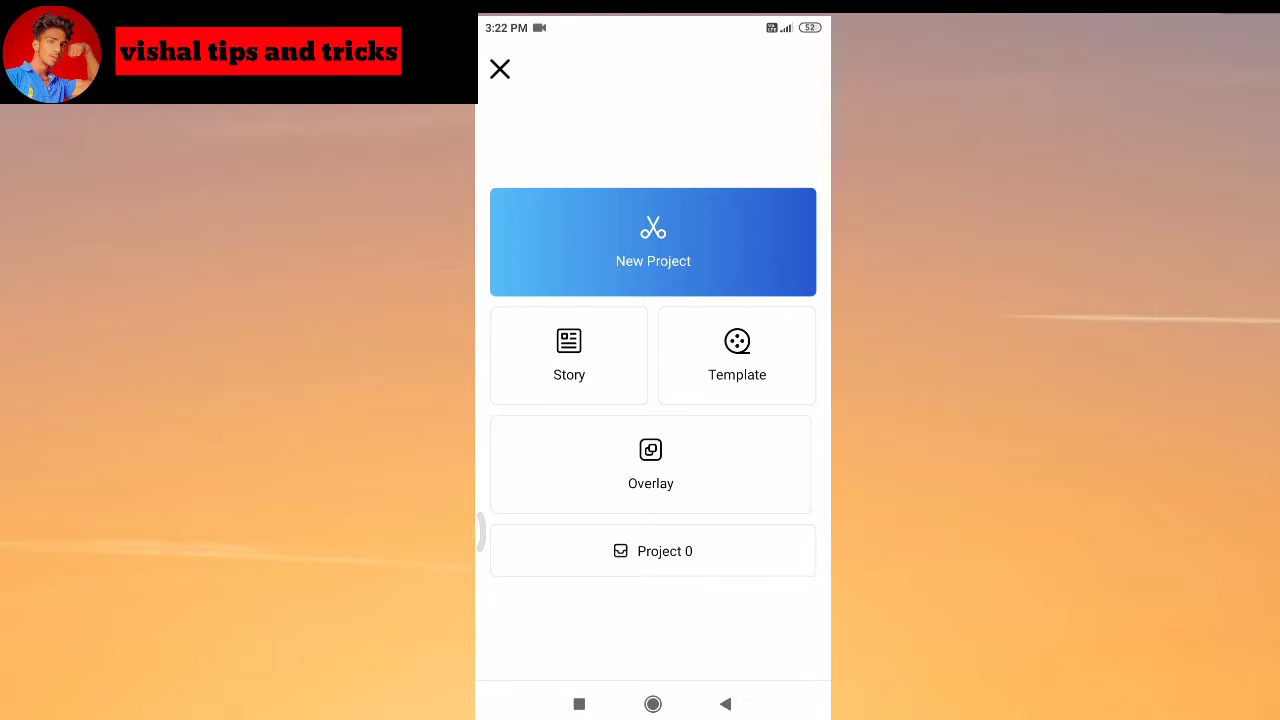 vishal tips and tricks
3:22 PM
52
New Project
Story
Template
Overlay
Project 0